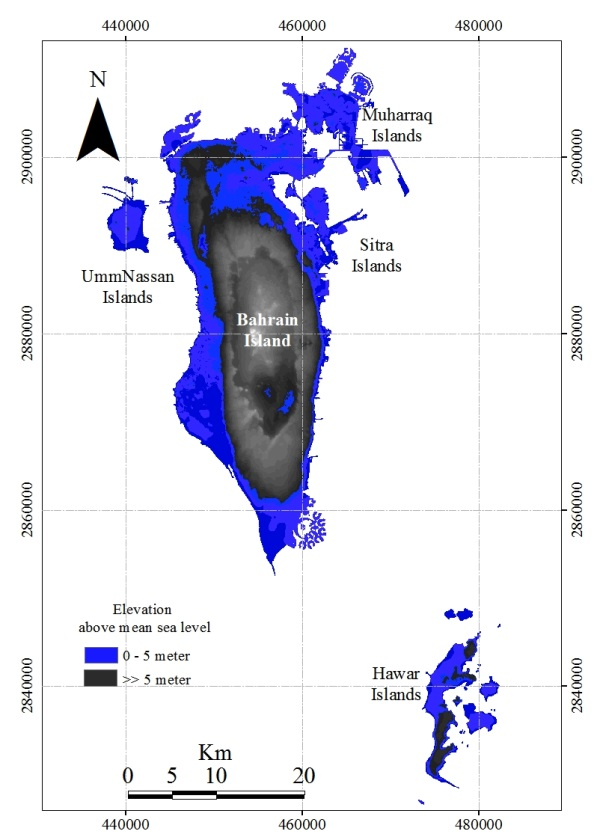 440000 460000 480000
N
Muharraq
Islands
2900000 2900000
Sitra
Islands
UmmNassan
Islands
Bahrain
Island
2880000 2880000
2860000 2860000
Elevation
above mean sea level
0 - 5 meter
>> 5 meter
Hawar
Islands
2840000 2840000
Km
0 5 10 20
440000 460000 480000